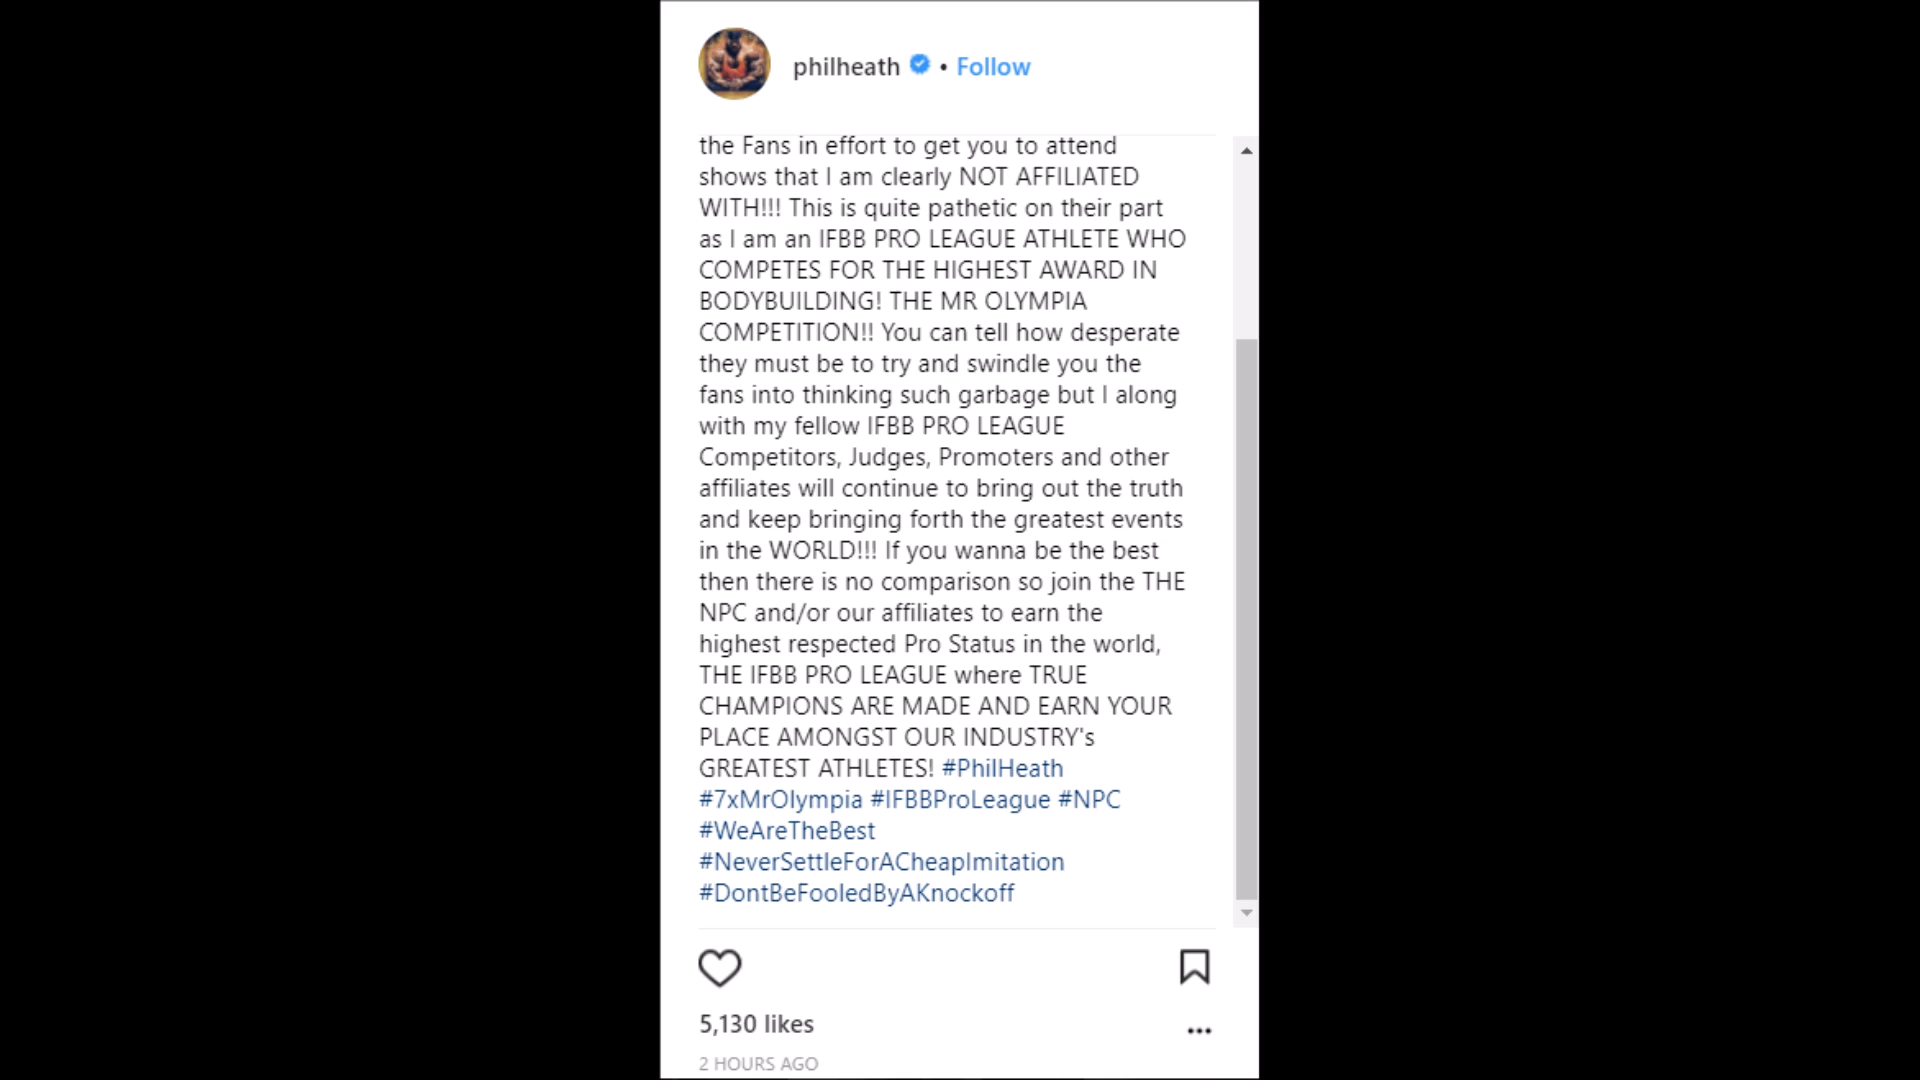 philheath • Follow
the Fans in effort to get you to attend
shows that I am clearly NOT AFFILIATED
WITH!!! This is quite pathetic on their part
as I am an IFBB PRO LEAGUE ATHLETE WHO
COMPETES FOR THE HIGHEST AWARD IN
BODYBUILDING! THE MR OLYMPIA
COMPETITION!! You can tell how desperate
they must be to try and swindle you the
fans into thinking such garbage but I along
with my fellow IFBB PRO LEAGUE
Competitors, Judges, Promoters and other
affiliates will continue to bring out the truth
and keep bringing forth the greatest events
in the WORLD!!! If you wanna be the best
then there is no comparison so join the THE
NPC and/or our affiliates to earn the
highest respected Pro Status in the world,
THE IFBB PRO LEAGUE where TRUE
CHAMPIONS ARE MADE AND EARN YOUR
PLACE AMONGST OUR INDUSTRY's
GREATEST ATHLETES! #PhilHeath
#7xMrOlympia #IFBBProLeague #NPC
#WeAreTheBest
#NeverSettleForACheapImitation
#DontBeFooledByAKnockoff
5,130 likes
2 HOURS AGO